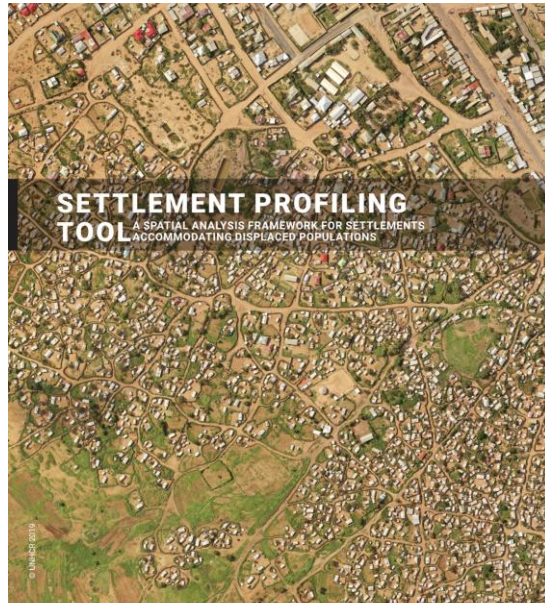 SETTLEMENT PROFILING
TOOL
A SPATIAL ANALYSIS FRAMEWORK FOR SETTLEMENTS
ACCOMMODATING DISPLACED POPULATIONS
© UNHCR 2019